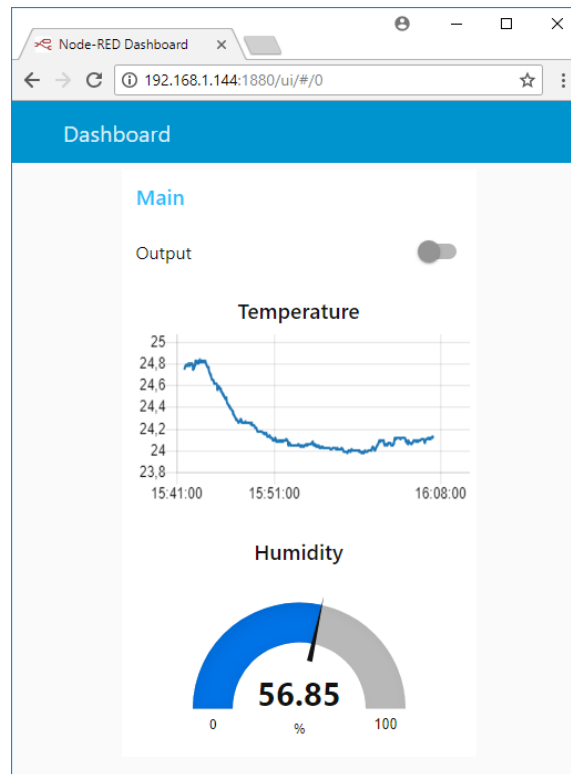 Node-RED Dashboard
192.168.1.144:1880/ui/#/0
Dashboard
Main
Output
Temperature
25
24,8
24,6
24,4
24,2
24
23,8
15:41:00 15:51:00 16:08:00
Humidity
56.85
0 % 100